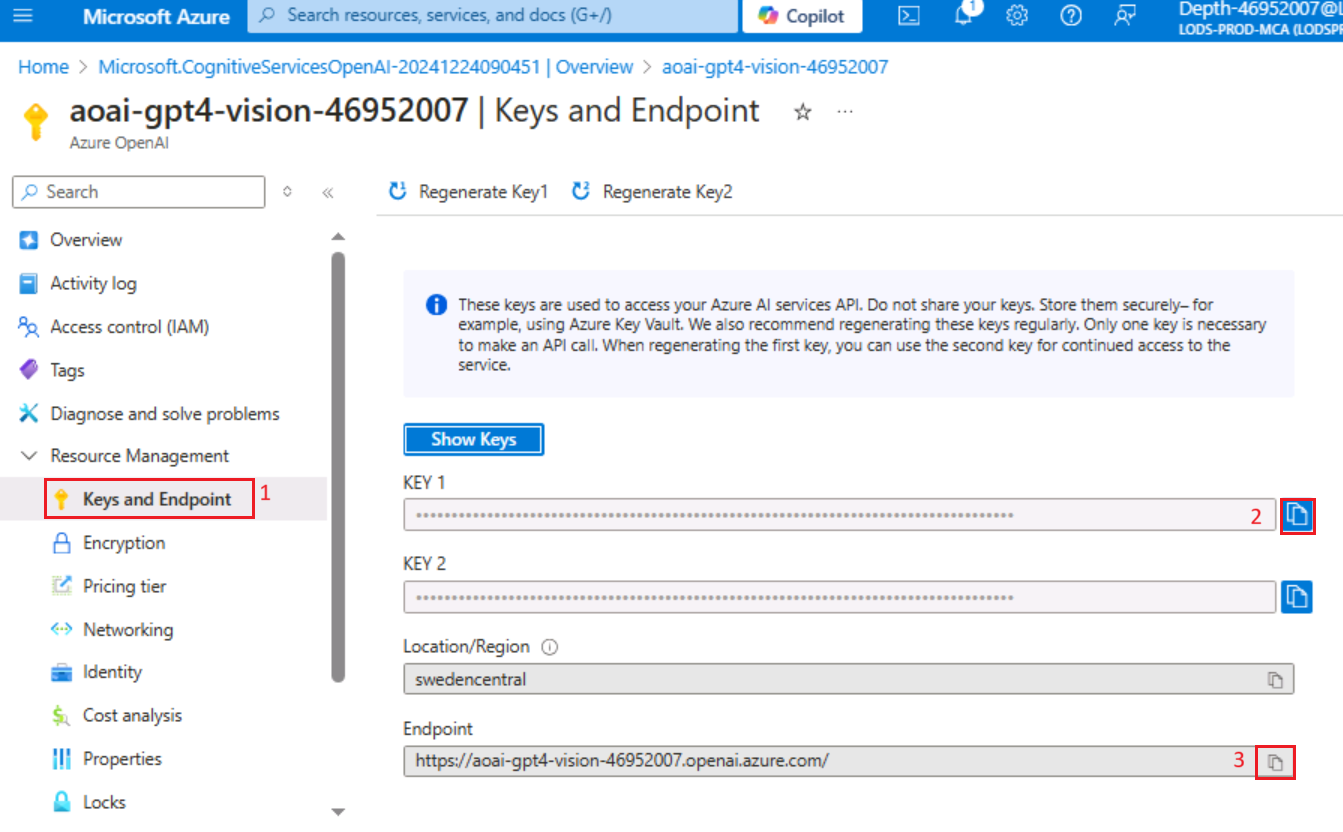 Microsoft Azure
Search resources, services, and docs (G+/)
Copilot
1
Depth-46952007@L
LODS-PROD-MCA (LODSPR
Home > Microsoft.CognitiveServicesOpenAI-20241224090451 | Overview > aoai-gpt4-vision-46952007
aoai-gpt4-vision-46952007 | Keys and Endpoint
Azure OpenAI
Search
Regenerate Key1
Regenerate Key2
Overview
Activity log
Access control (IAM)
Tags
Diagnose and solve problems
Resource Management
Keys and Endpoint 1
Encryption
Pricing tier
Networking
Identity
Cost analysis
Properties
Locks
These keys are used to access your Azure AI services API. Do not share your keys. Store them securely– for
example, using Azure Key Vault. We also recommend regenerating these keys regularly. Only one key is necessary
to make an API call. When regenerating the first key, you can use the second key for continued access to the
service.
Show Keys
KEY 1
2
KEY 2
Location/Region
swedencentral
Endpoint
https://aoai-gpt4-vision-46952007.openai.azure.com/ 3